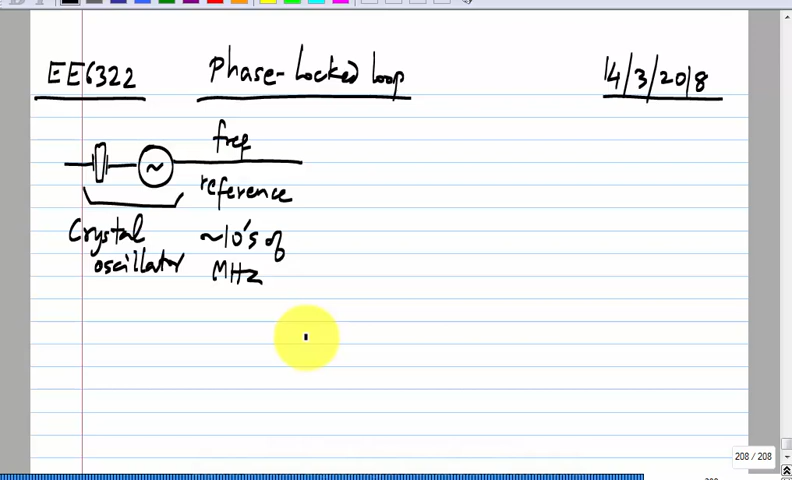 EE6322 Phase-Locked loop 14/3/2018
freq
reference
Crystal ~10's of
oscillator MHz
208 / 208